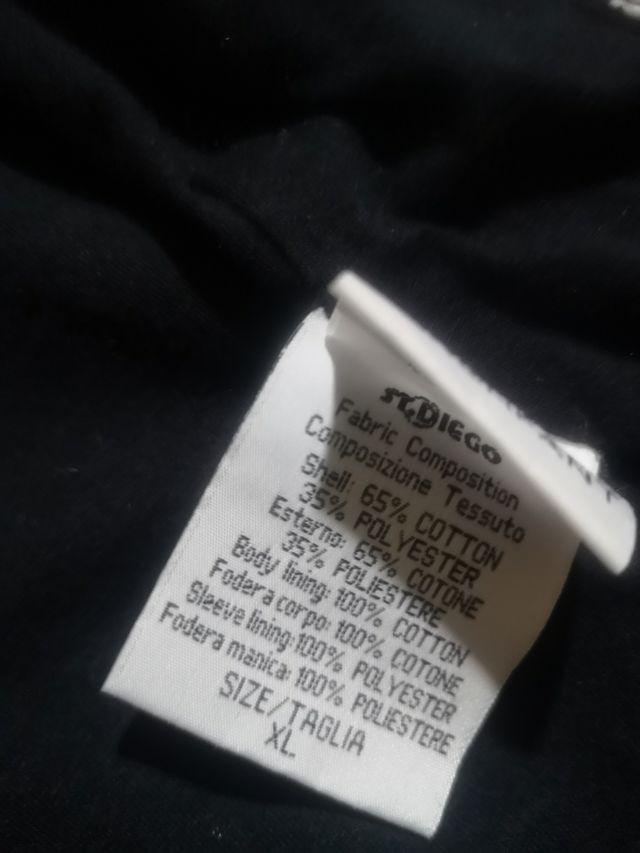 ST.DIEGO
Fabric Composition
Composizione Tessuto
Shell: 65% COTTON
35% POLYESTER
Esterno: 65% COTONE
35% POLIESTERE
Body lining: 100% COTTON
Fodera corpo: 100% COTONE
Sleeve lining: 100% POLYESTER
Fodera manica: 100% POLIESTERE
SIZE/TAGLIA
XL